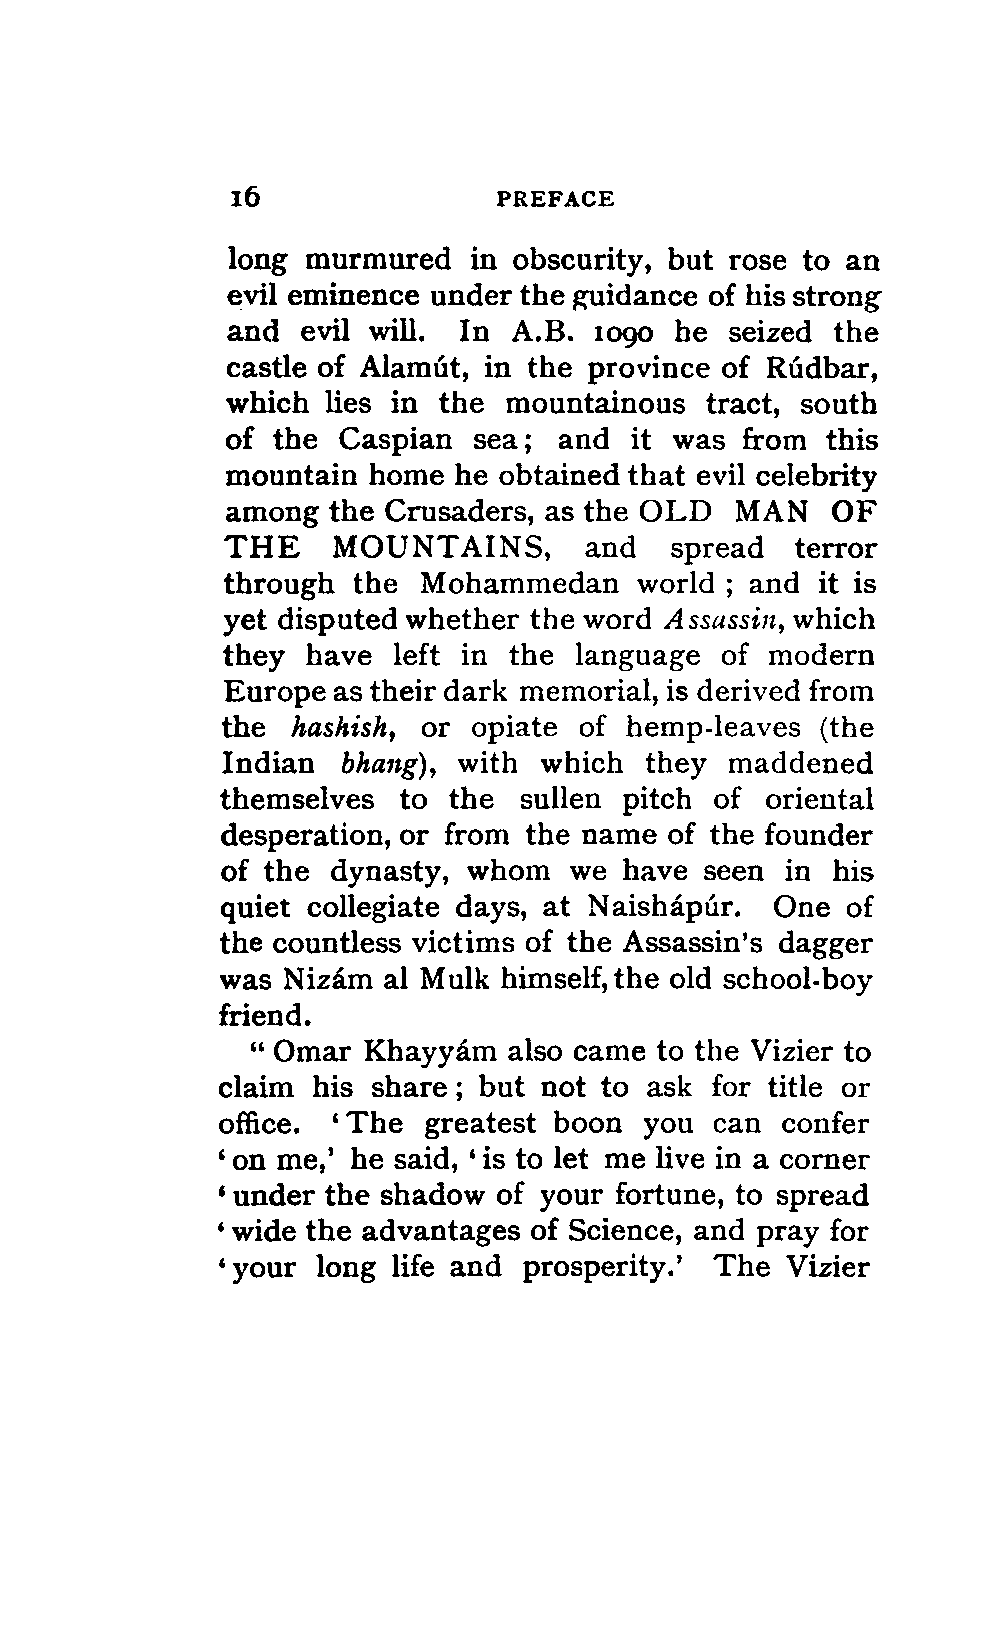 16 PREFACE
long murmured in obscurity, but rose to an
evil eminence under the guidance of his strong
and evil will. In A.B. 1090 he seized the
castle of Alamút, in the province of Rúdbar,
which lies in the mountainous tract, south
of the Caspian sea; and it was from this
mountain home he obtained that evil celebrity
among the Crusaders, as the OLD MAN OF
THE MOUNTAINS, and spread terror
through the Mohammedan world ; and it is
yet disputed whether the word Assassin, which
they have left in the language of modern
Europe as their dark memorial, is derived from
the hashish, or opiate of hemp-leaves (the
Indian bhang), with which they maddened
themselves to the sullen pitch of oriental
desperation, or from the name of the founder
of the dynasty, whom we have seen in his
quiet collegiate days, at Naishápúr. One of
the countless victims of the Assassin's dagger
was Nizám al Mulk himself, the old school-boy
friend.
“ Omar Khayyám also came to the Vizier to
claim his share ; but not to ask for title or
office. ‘ The greatest boon you can confer
‘ on me,’ he said, ‘ is to let me live in a corner
‘ under the shadow of your fortune, to spread
‘ wide the advantages of Science, and pray for
‘ your long life and prosperity.’ The Vizier